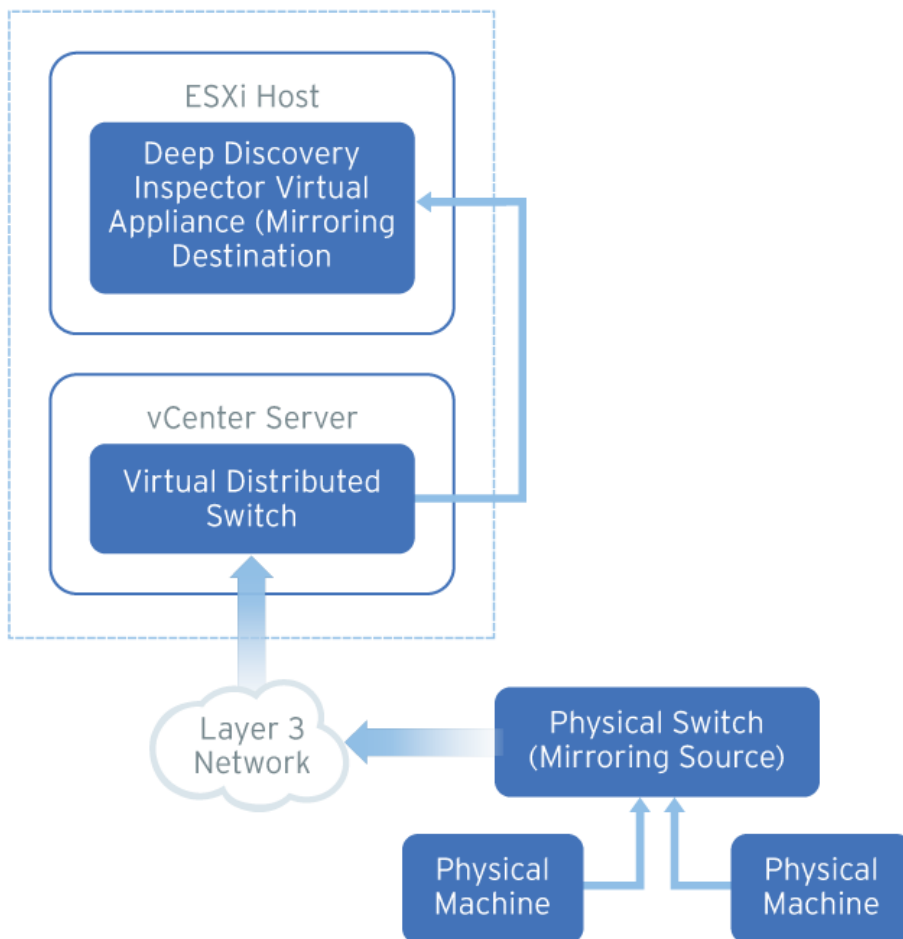 ESXi Host
Deep Discovery
Inspector Virtual
Appliance (Mirroring
Destination
vCenter Server
Virtual Distributed
Switch
Layer 3
Network
Physical Switch
(Mirroring Source)
Physical
Machine
Physical
Machine